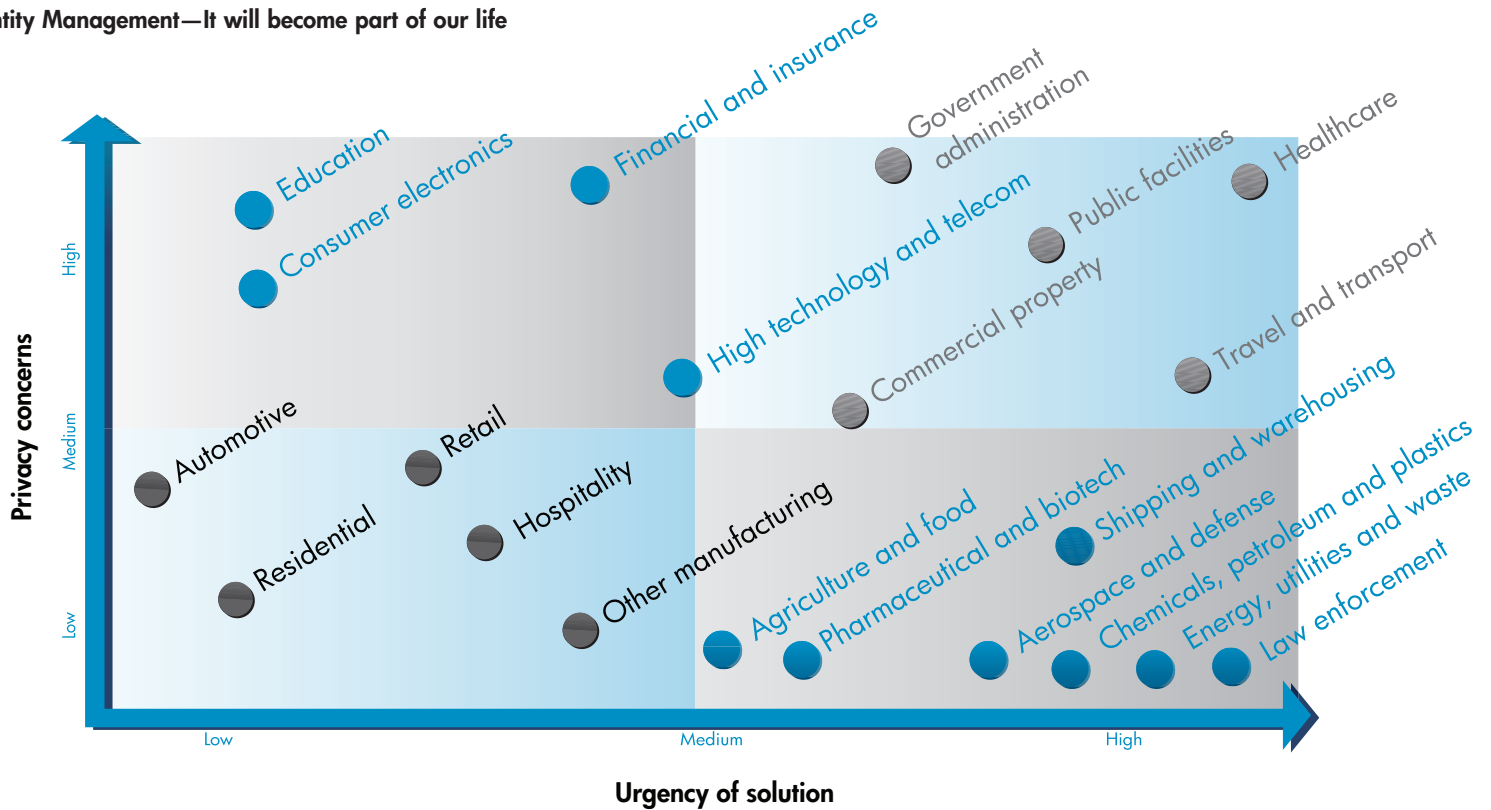 ntity Management—It will become part of our life
Financial and insurance
Government
administration
Healthcare
Education
Consumer electronics
Public facilities
High technology and telecom
Commercial property
Travel and transport
High
Privacy concerns
Medium
Low
Automotive
Retail
Residential
Hospitality
Other manufacturing
Agriculture and food
Pharmaceutical and biotech
Shipping and warehousing
Aerospace and defense
Chemicals, petroleum and plastics
Energy, utilities and waste
Law enforcement
Low
Medium
High
Urgency of solution